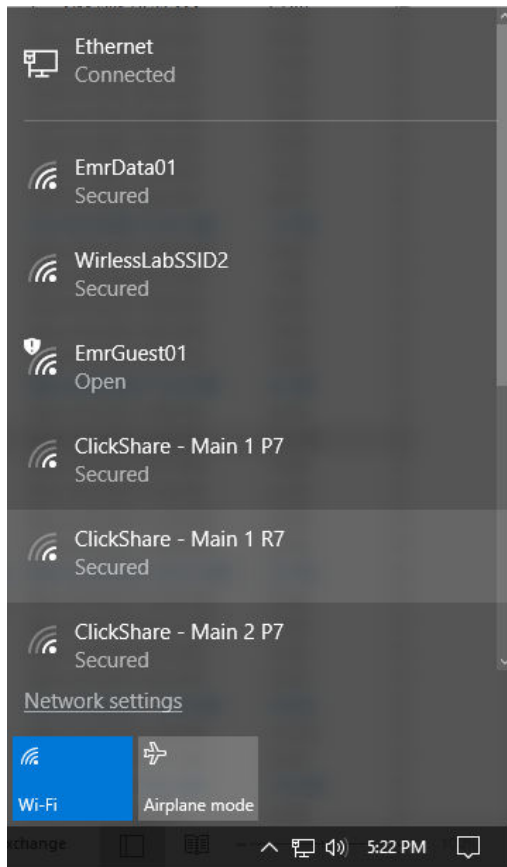 Ethernet
Connected
EmrData01
Secured
WirlessLabSSID2
Secured
EmrGuest01
Open
ClickShare - Main 1 P7
Secured
ClickShare - Main 1 R7
Secured
ClickShare - Main 2 P7
Secured
Network settings
Wi-Fi
Airplane mode
5:22 PM